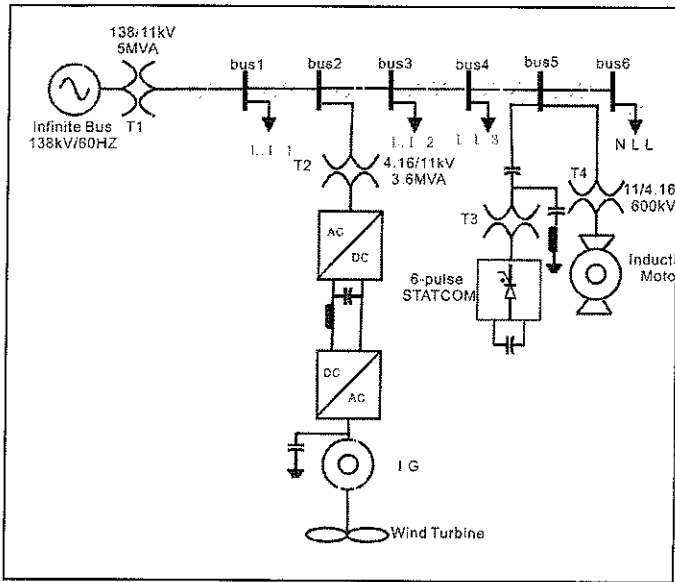 138/11kV
5MVA
bus1
bus2
bus3
bus4
bus5
bus6
Infinite Bus
138kV/60HZ
T1
L L 1
L L 2
L L 3
N L L
T2
4.16/11kV
3.6MVA
T4
11/4.16
600kV
T3
AC
DC
6-pulse
STATCOM
Inducti
Moto
DC
AC
I G
Wind Turbine